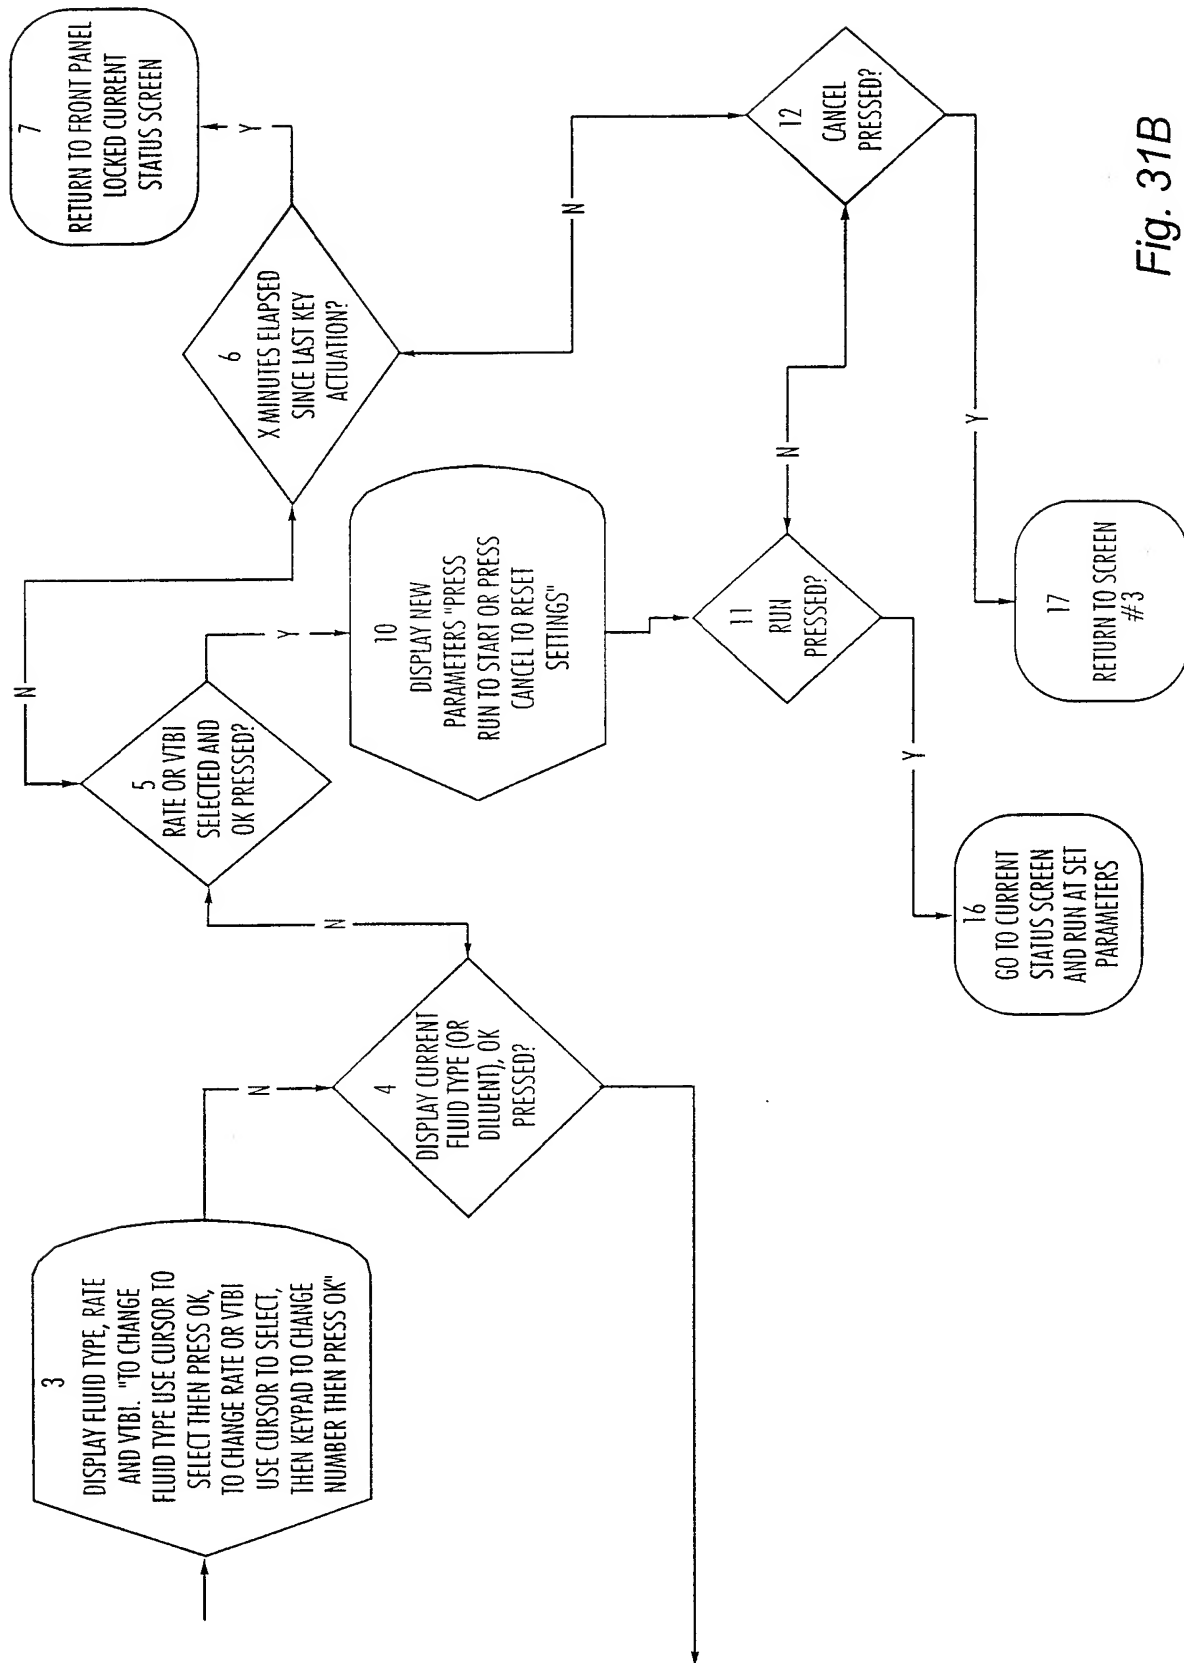 3
DISPLAY FLUID TYPE, RATE
AND VTBI. "TO CHANGE
FLUID TYPE USE CURSOR TO
SELECT THEN PRESS OK,
TO CHANGE RATE OR VTBI
USE CURSOR TO SELECT,
THEN KEYPAD TO CHANGE
NUMBER THEN PRESS OK"
N
4
DISPLAY CURRENT
FLUID TYPE (OR
DILUENT), OK
PRESSED?
N
5
RATE OR VTBI
SELECTED AND
OK PRESSED?
N
Y
6
X MINUTES ELAPSED
SINCE LAST KEY
ACTUATION?
Y
7
RETURN TO FRONT PANEL
LOCKED CURRENT
STATUS SCREEN
N
10
DISPLAY NEW
PARAMETERS "PRESS
RUN TO START OR PRESS
CANCEL TO RESET
SETTINGS"
11
RUN
PRESSED?
N
Y
12
CANCEL
PRESSED?
Y
16
GO TO CURRENT
STATUS SCREEN
AND RUN AT SET
PARAMETERS
17
RETURN TO SCREEN
#3
Fig. 31B